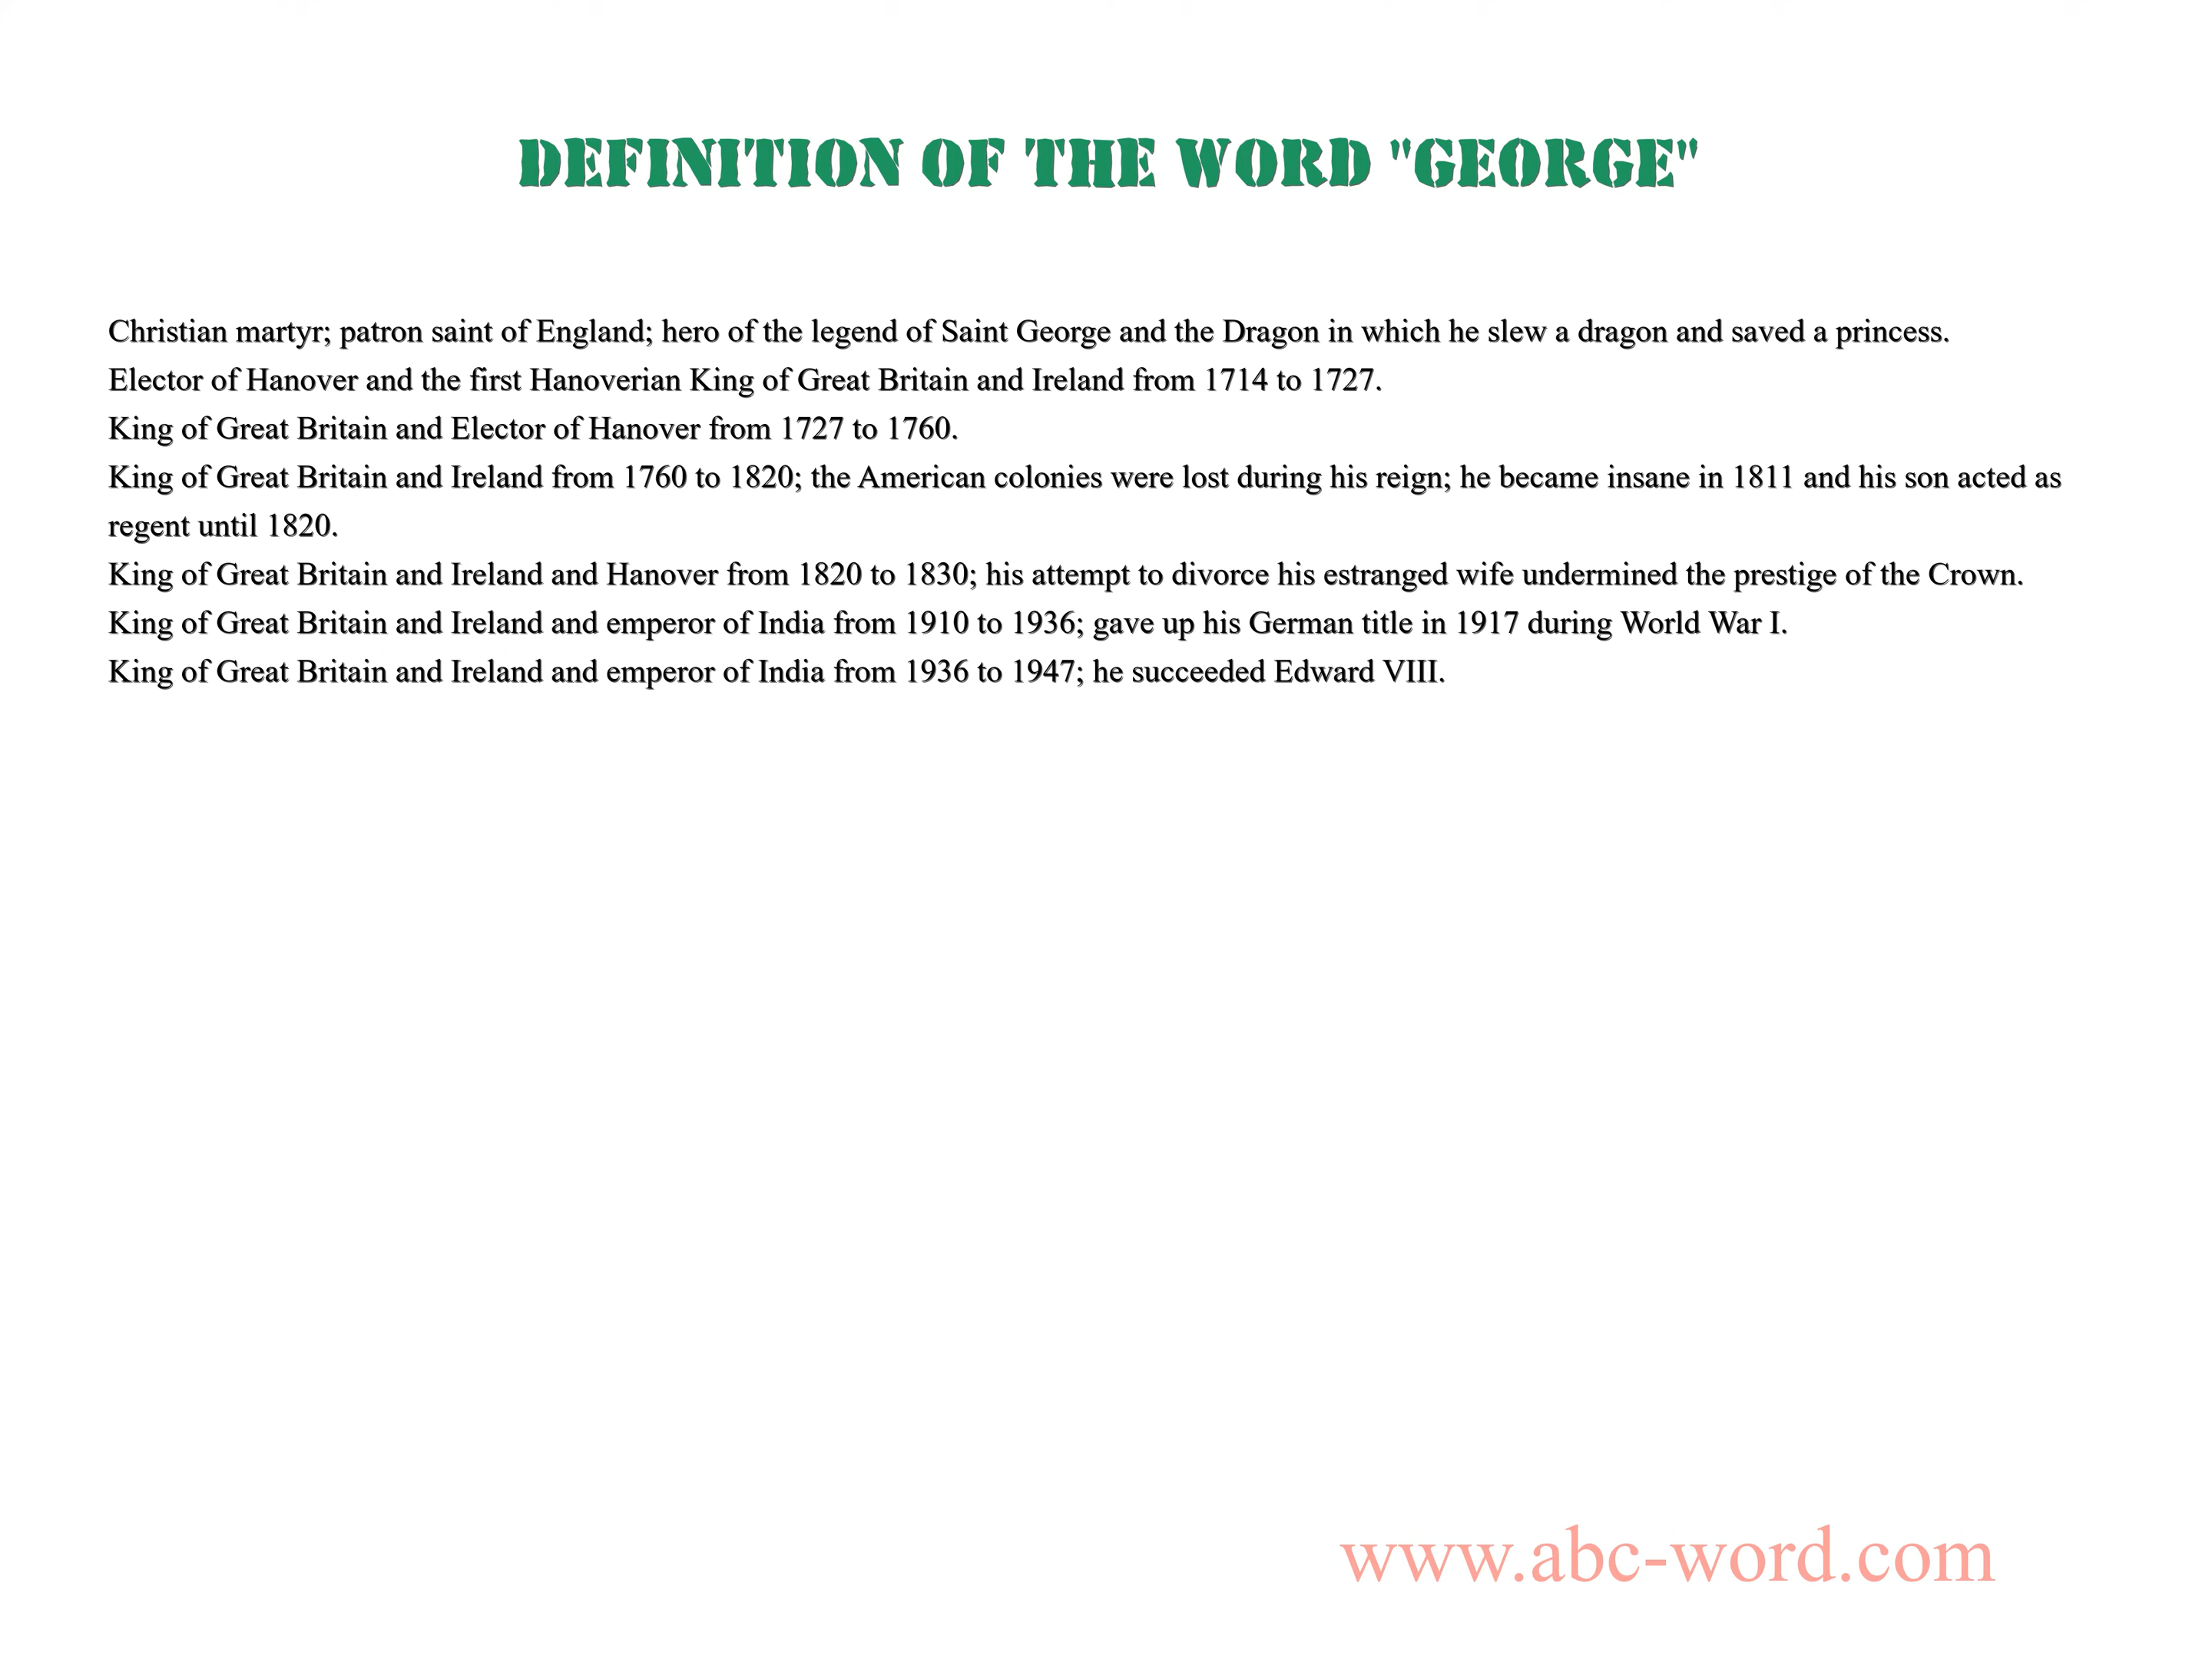 DEFINITION OF THE WORD "GEORGE"
Christian martyr; patron saint of England; hero of the legend of Saint George and the Dragon in which he slew a dragon and saved a princess.
Elector of Hanover and the first Hanoverian King of Great Britain and Ireland from 1714 to 1727.
King of Great Britain and Elector of Hanover from 1727 to 1760.
King of Great Britain and Ireland from 1760 to 1820; the American colonies were lost during his reign; he became insane in 1811 and his son acted as
regent until 1820.
King of Great Britain and Ireland and Hanover from 1820 to 1830; his attempt to divorce his estranged wife undermined the prestige of the Crown.
King of Great Britain and Ireland and emperor of India from 1910 to 1936; gave up his German title in 1917 during World War I.
King of Great Britain and Ireland and emperor of India from 1936 to 1947; he succeeded Edward VIII.
www.abc-word.com